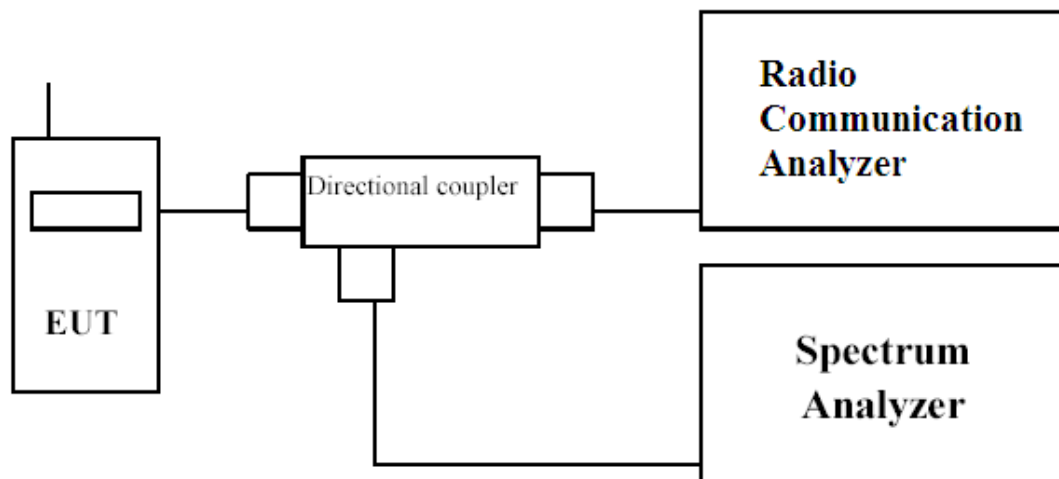 Radio
Communication
Analyzer
Directional coupler
EUT
Spectrum
Analyzer